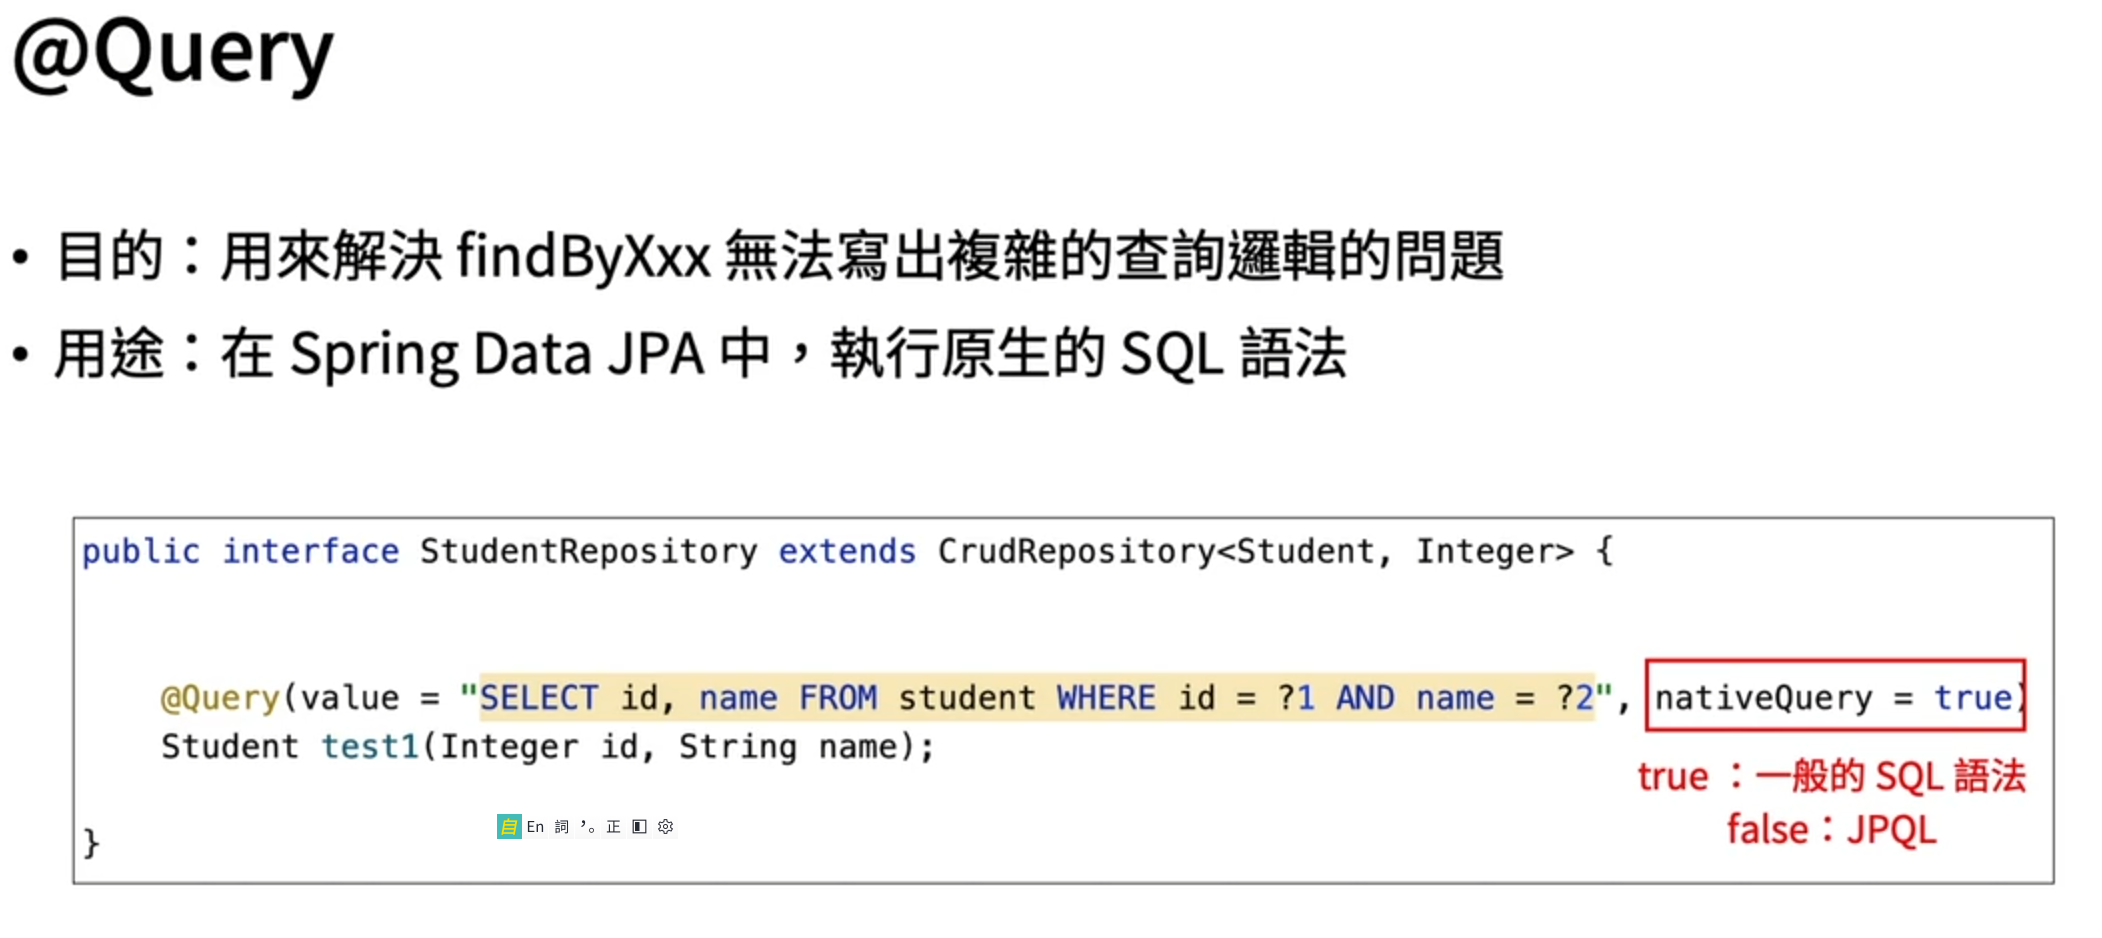 @Query
• 目的：用來解決 findByXxx 無法寫出複雜的查詢邏輯的問題
• 用途：在 Spring Data JPA 中，執行原生的 SQL 語法
public interface StudentRepository extends CrudRepository<Student, Integer> {
@Query(value = "SELECT id, name FROM student WHERE id = ?1 AND name = ?2", nativeQuery = true)
Student test1(Integer id, String name);
true ：一般的 SQL 語法
false：JPQL
自 En 詞 ，。 正
}